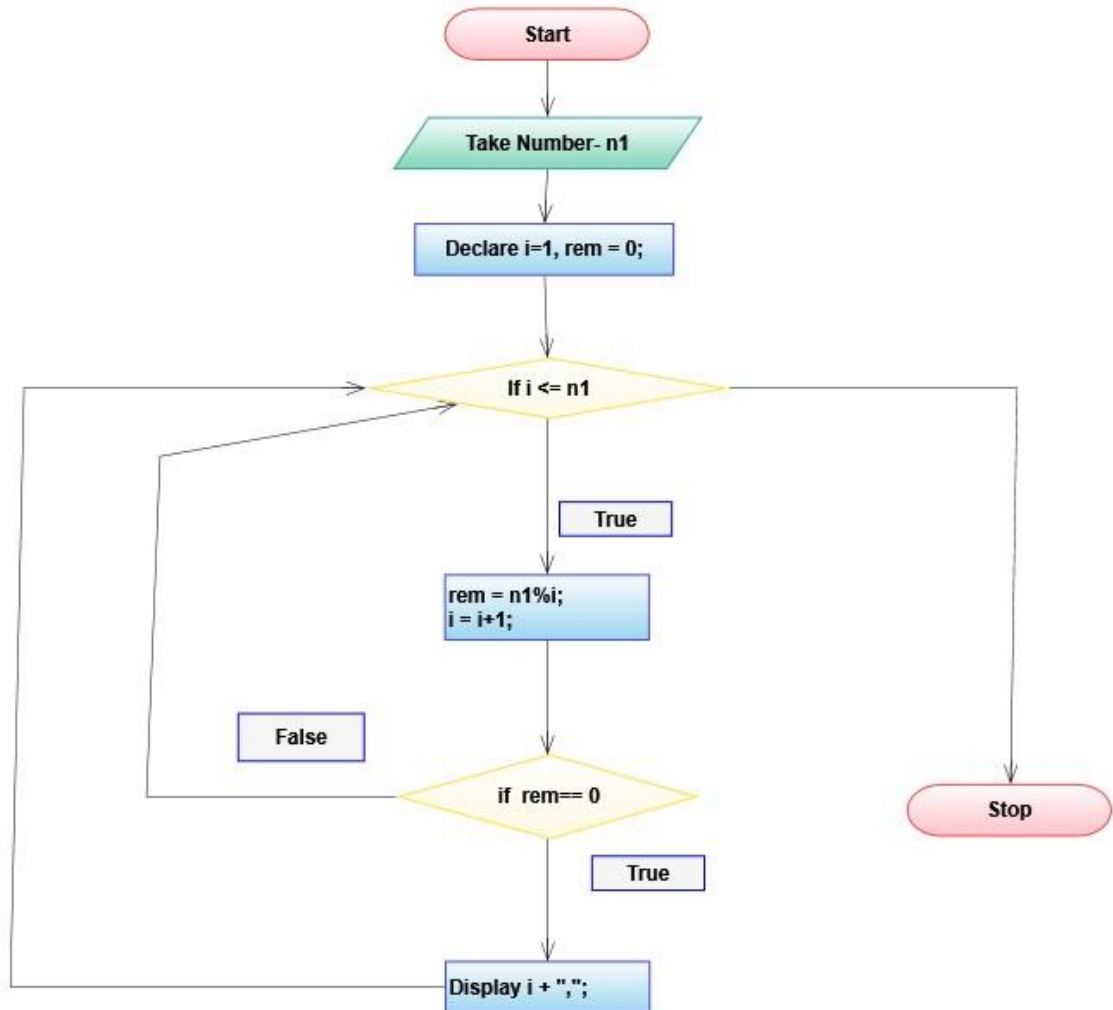 Start
Take Number- n1
Declare i=1, rem = 0;
If i <= n1
True
rem = n1%i;
i = i+1;
False
if rem== 0
Stop
True
Display i + ",";